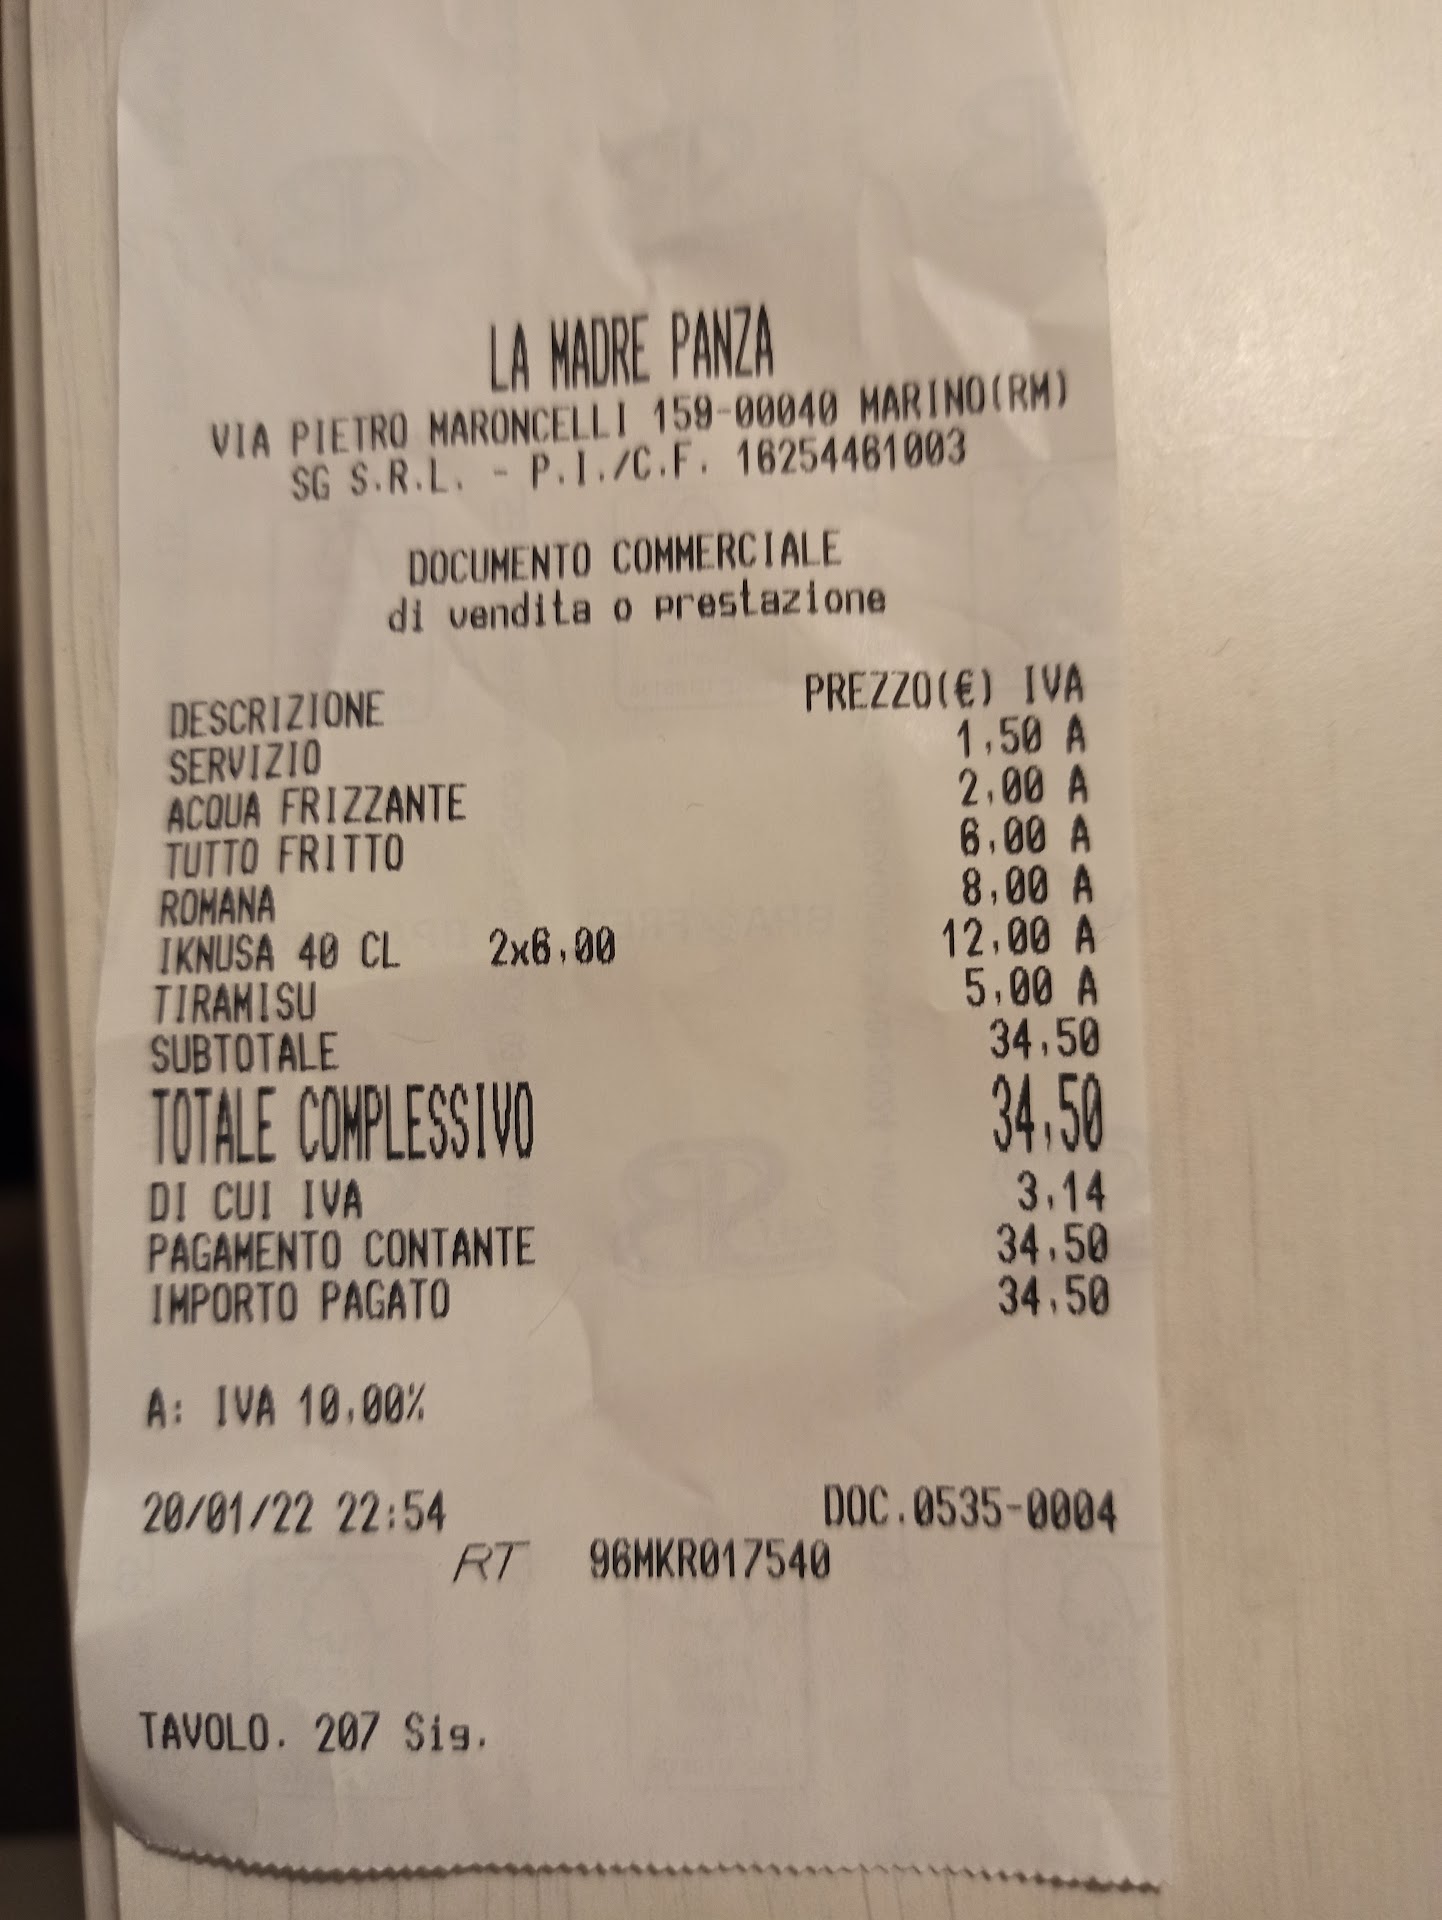 LA MADRE PANZA
VIA PIETRO MARONCELLI 159-00040 MARINO(RM)
SG S.R.L. - P.I./C.F. 16254461003
DOCUMENTO COMMERCIALE
di vendita o prestazione
DESCRIZIONE PREZZO(€) IVA
SERVIZIO 1,50 A
ACQUA FRIZZANTE 2,00 A
TUTTO FRITTO 6,00 A
ROMANA 8,00 A
IKNUSA 40 CL 2x6,00 12,00 A
TIRAMISU 5,00 A
SUBTOTALE 34,50
TOTALE COMPLESSIVO 34,50
DI CUI IVA 3,14
PAGAMENTO CONTANTE 34,50
IMPORTO PAGATO 34,50
A: IVA 10,00%
20/01/22 22:54 DOC.0535-0004
RT 96MKR017540
TAVOLO. 207 Sig.